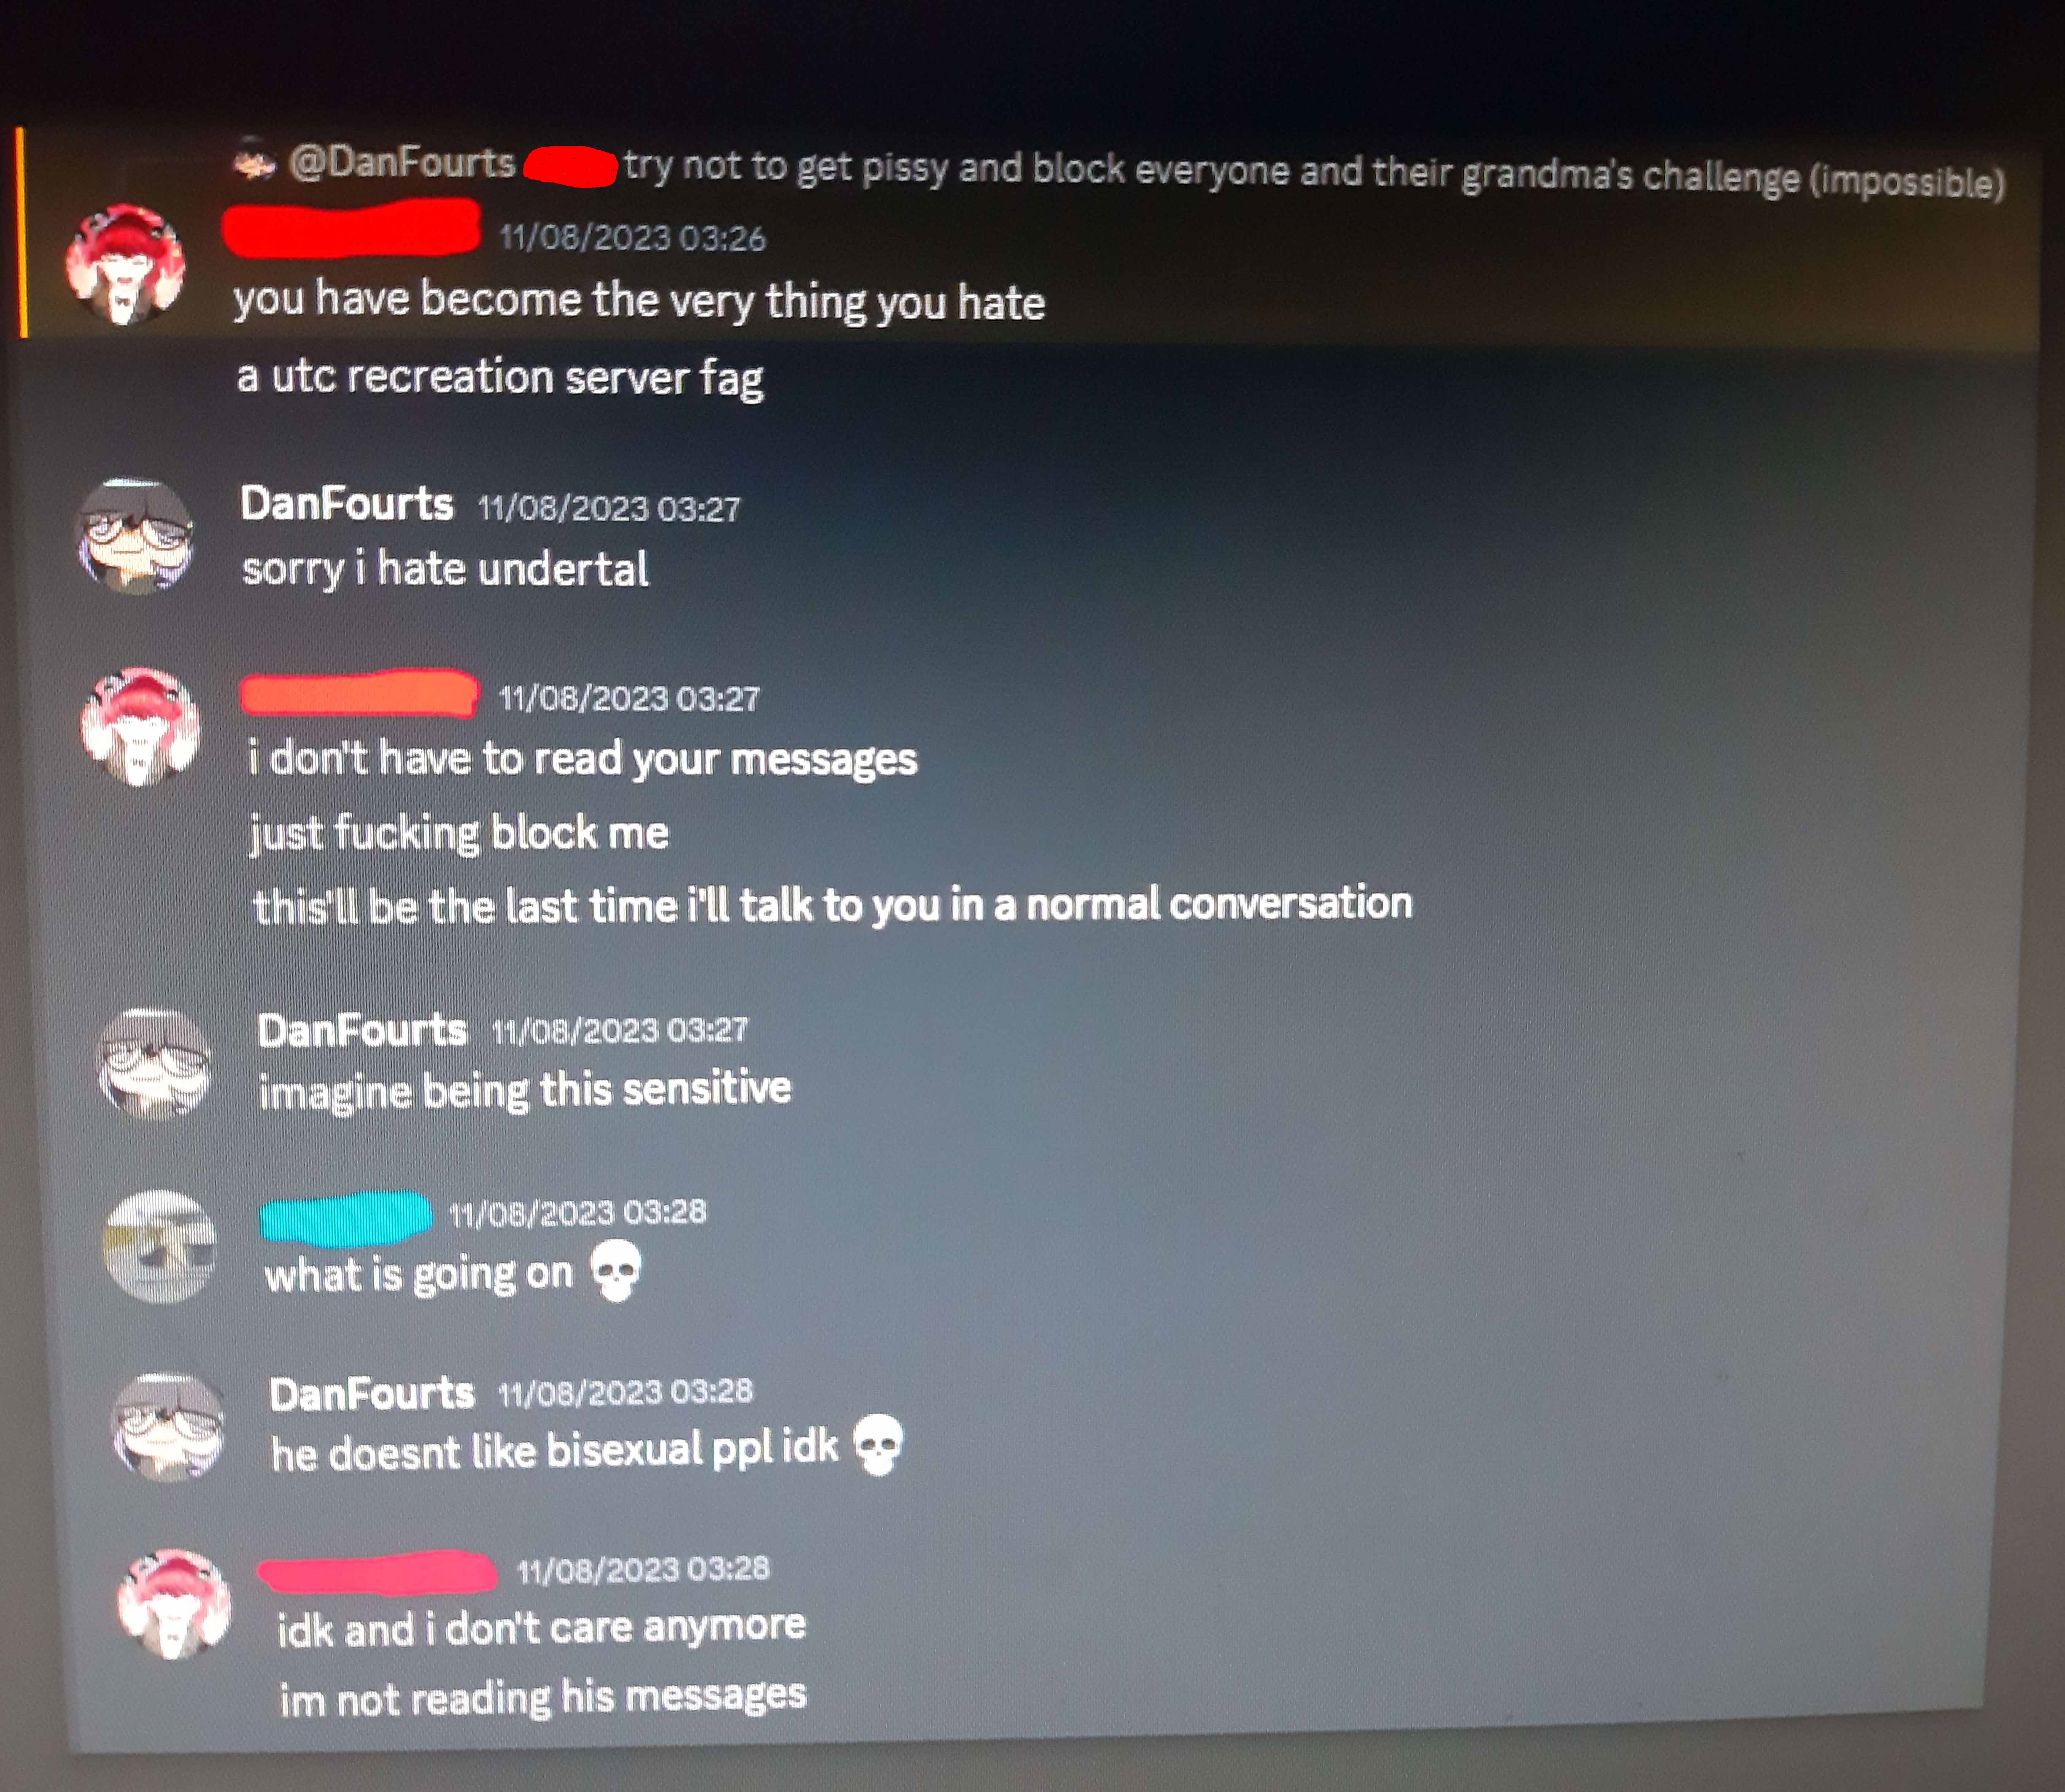 @DanFourts try not to get pissy and block everyone and their grandma's challenge (impossible)
11/08/2023 03:26
you have become the very thing you hate
a utc recreation server fag
DanFourts 11/08/2023 03:27
sorry i hate undertal
11/08/2023 03:27
i don't have to read your messages
just fucking block me
this'll be the last time i'll talk to you in a normal conversation
DanFourts 11/08/2023 03:27
imagine being this sensitive
11/08/2023 03:28
what is going on 💀
DanFourts 11/08/2023 03:28
he doesnt like bisexual ppl idk 💀
11/08/2023 03:28
idk and i don't care anymore
im not reading his messages